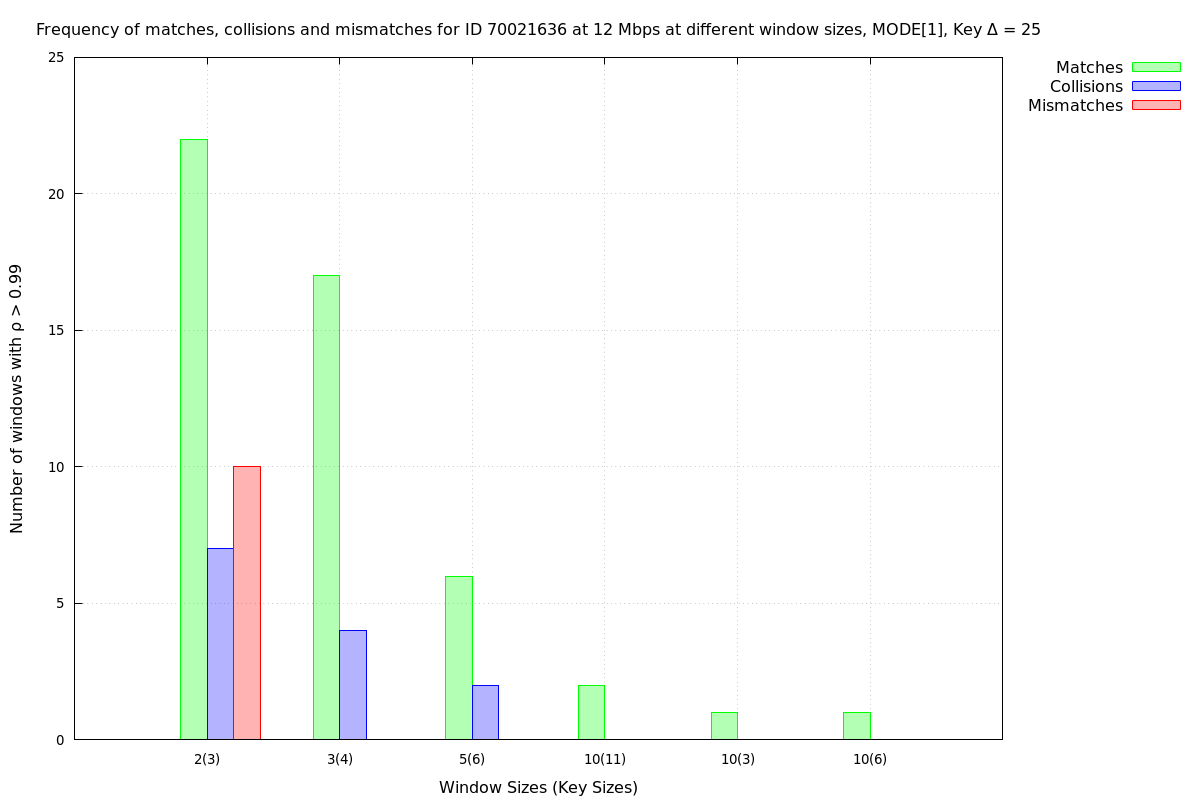 Frequency of matches, collisions and mismatches for ID 70021636 at 12 Mbps at different window sizes, MODE[1], Key Δ = 25
Matches
Collisions
Mismatches
Number of windows with ρ > 0.99
25
20
15
10
5
0
2(3) 3(4) 5(6) 10(11) 10(3) 10(6)
Window Sizes (Key Sizes)